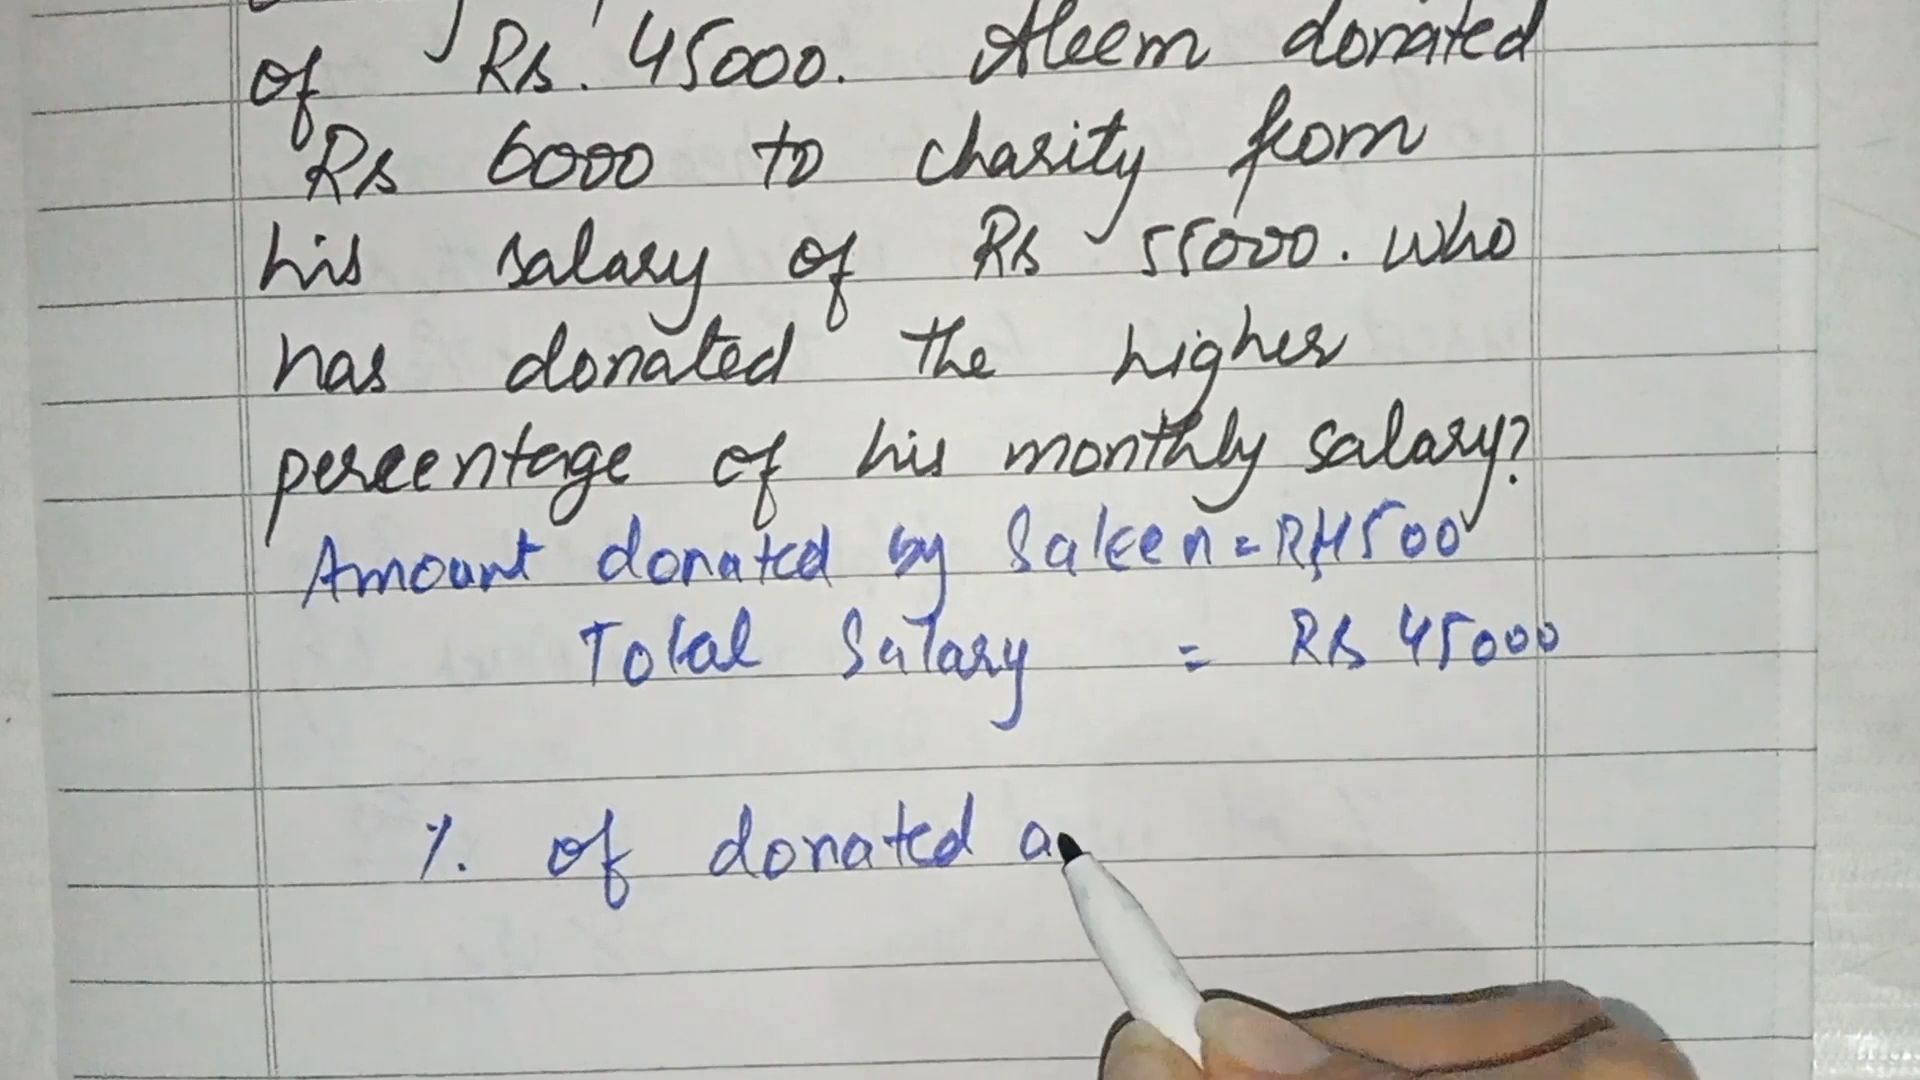 of Rs. 45000. Aleem donated
Rs 6000 to charity from
his salary of Rs 55000. who
has donated the higher
percentage of his monthly salary?
Amount donated by Saleen = Rs 4500
Total Salary = Rs 45000
% of donated a